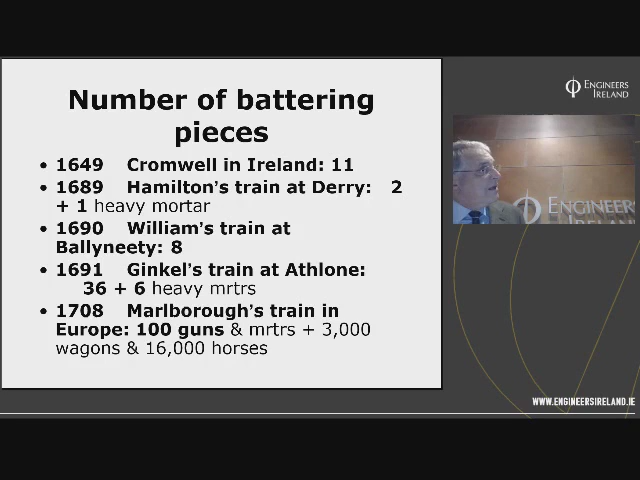 Number of battering
pieces
• 1649 Cromwell in Ireland: 11
• 1689 Hamilton's train at Derry: 2
+ 1 heavy mortar
• 1690 William's train at
Ballyneety: 8
• 1691 Ginkel's train at Athlone:
36 + 6 heavy mrtrs
• 1708 Marlborough's train in
Europe: 100 guns & mrtrs + 3,000
wagons & 16,000 horses
ENGINEERS
IRELAND
ENGINEERS
IRELAND
WWW.ENGINEERSIRELAND.IE